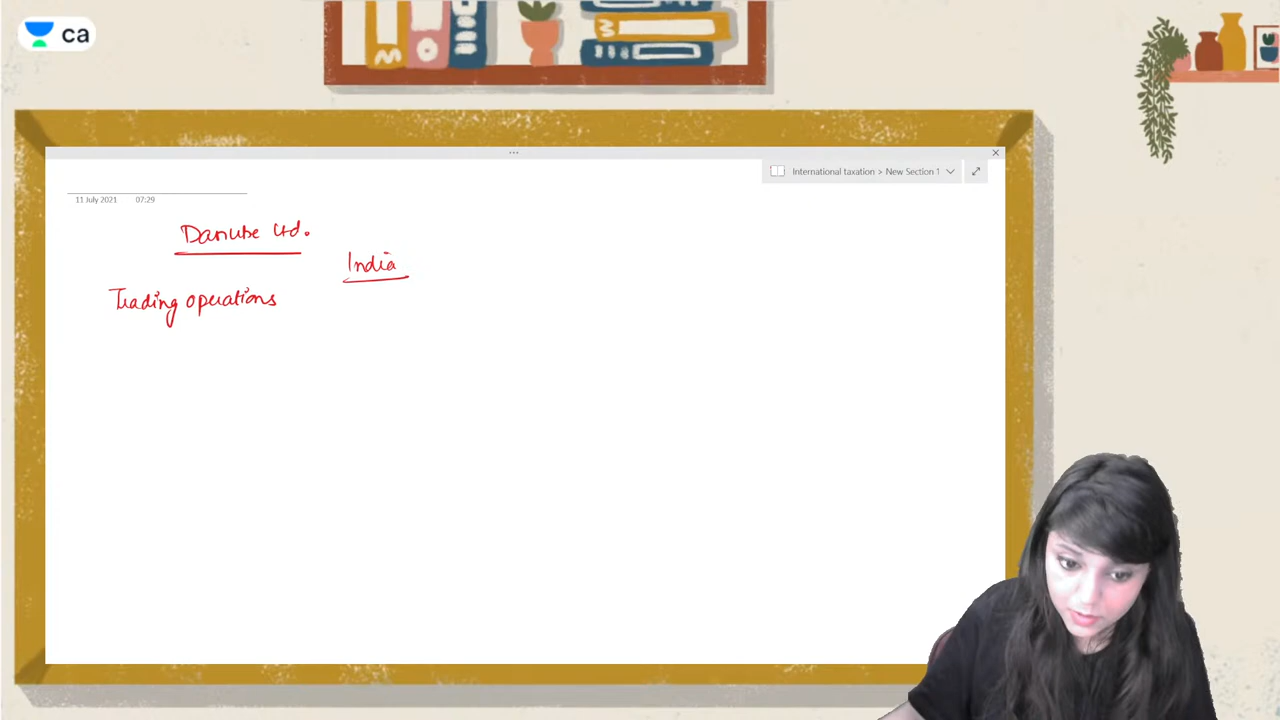 ca
International taxation > New Section 1
11 July 2021 07:29
Danube Ltd.
India
Trading operations